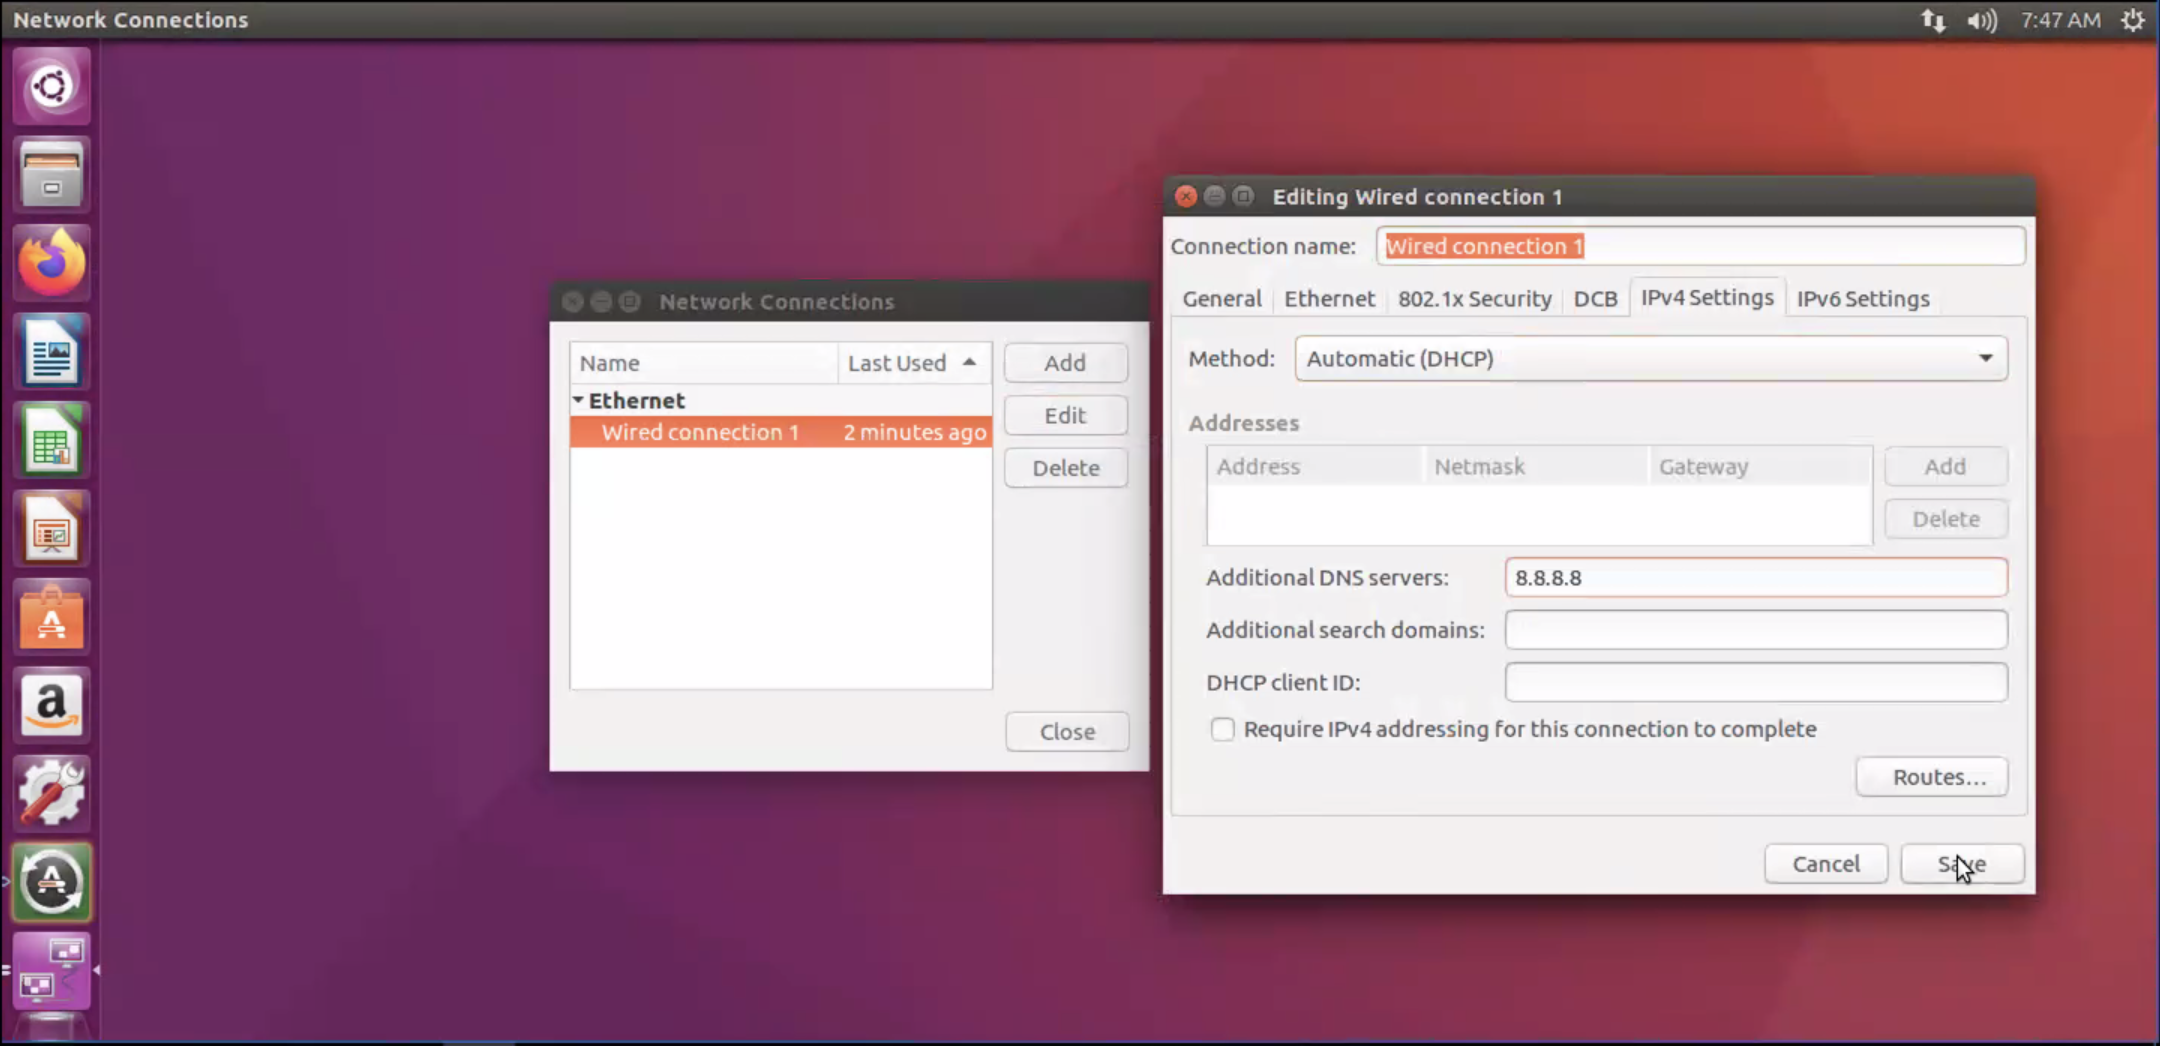 Network Connections
7:47 AM
Editing Wired connection 1
Connection name: Wired connection 1
General Ethernet 802.1x Security DCB IPv4 Settings IPv6 Settings
Method: Automatic (DHCP)
Addresses
Address Netmask Gateway Add
Delete
Additional DNS servers: 8.8.8.8
Additional search domains:
DHCP client ID:
Require IPv4 addressing for this connection to complete
Routes...
Cancel Save
Network Connections
Name Last Used Add
Ethernet Edit
Wired connection 1 2 minutes ago
Delete
Close
a